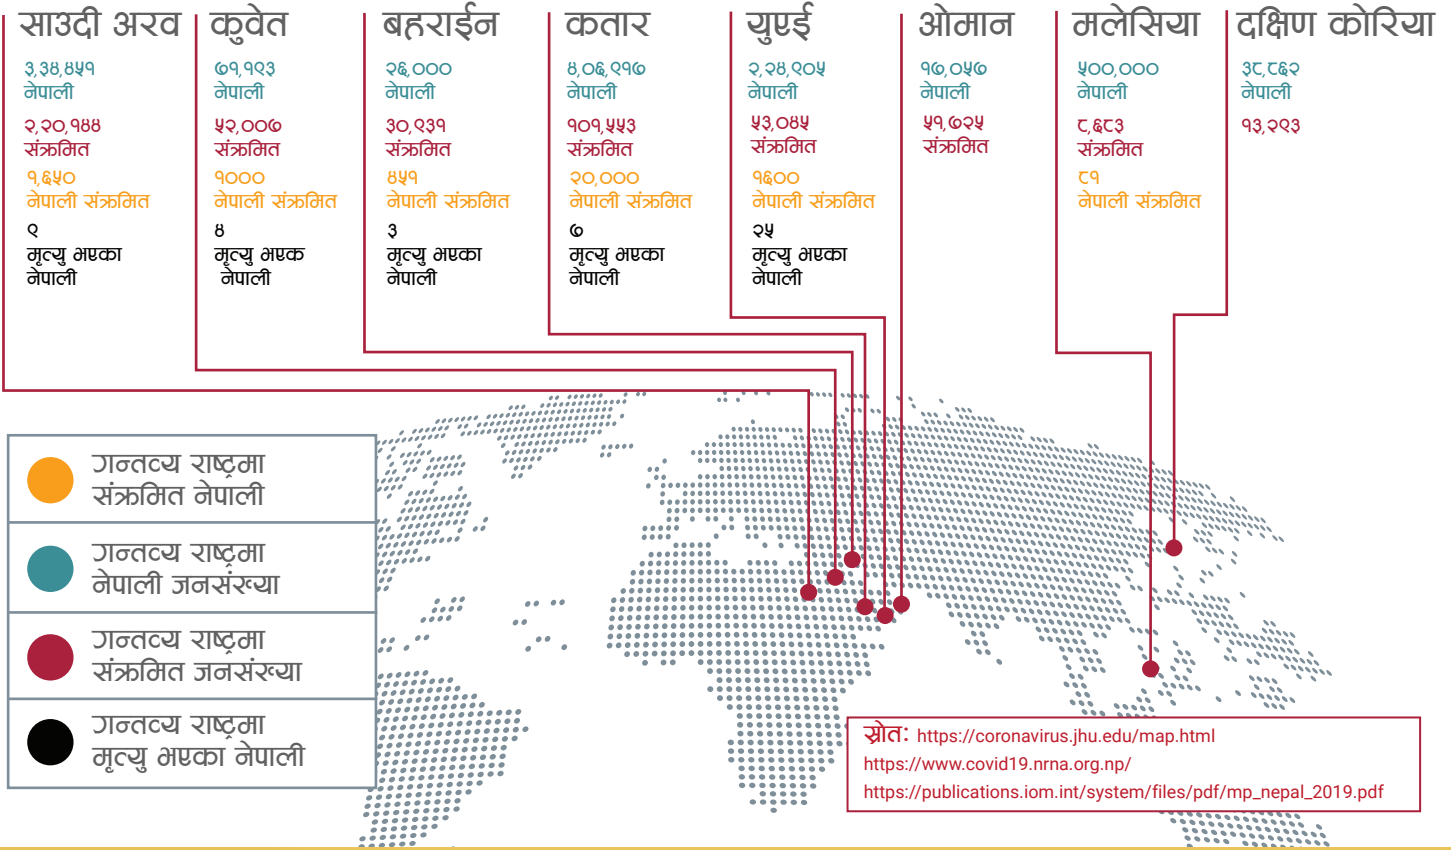 साउदी अरव
३,३४,४५१
नेपाली
२,२०,१४४
संक्रमित
१,६५०
नेपाली संक्रमित
९
मृत्यु भएका
नेपाली
कुवेत
७१,१९३
नेपाली
५२,००७
संक्रमित
१०००
नेपाली संक्रमित
४
मृत्यु भएक
नेपाली
बहराईन
२६,०००
नेपाली
३०,९३१
संक्रमित
४५१
नेपाली संक्रमित
३
मृत्यु भएका
नेपाली
कतार
४,०६,९१७
नेपाली
१०१,५५३
संक्रमित
२०,०००
नेपाली संक्रमित
७
मृत्यु भएका
नेपाली
युएई
२,२४,९०५
नेपाली
५३,०४५
संक्रमित
१६००
नेपाली संक्रमित
२५
मृत्यु भएका
नेपाली
ओमान
१७,०५७
नेपाली
५१,७२५
संक्रमित
मलेसिया
५००,०००
नेपाली
८,६८३
संक्रमित
८१
नेपाली संक्रमित
दक्षिण कोरिया
३८,८६२
नेपाली
१३,२९३
गन्तव्य राष्ट्रमा
संक्रमित नेपाली
गन्तव्य राष्ट्रमा
नेपाली जनसंख्या
गन्तव्य राष्ट्रमा
संक्रमित जनसंख्या
गन्तव्य राष्ट्रमा
मृत्यु भएका नेपाली
स्रोत: https://coronavirus.jhu.edu/map.html
https://www.covid19.nrna.org.np/
https://publications.iom.int/system/files/pdf/mp_nepal_2019.pdf